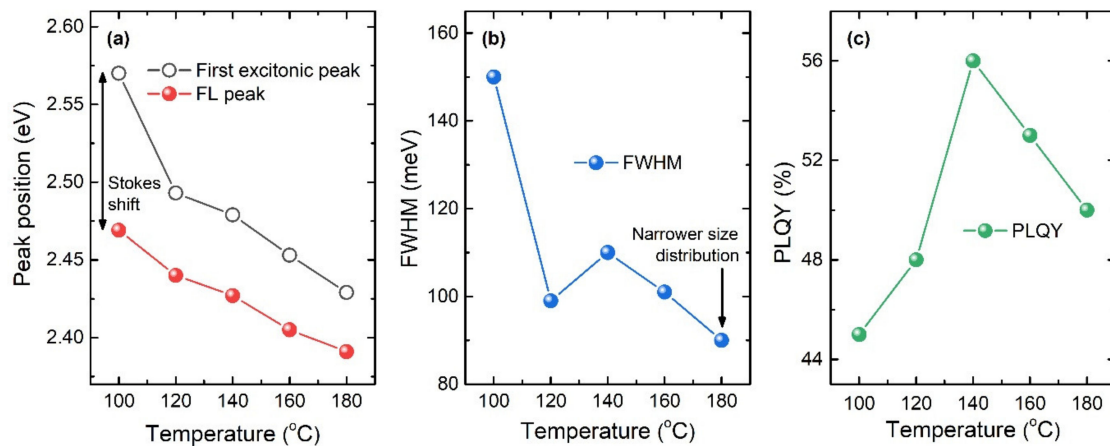 (a)
First excitonic peak
FL peak
Stokes
shift
Peak position (eV)
2.60
2.55
2.50
2.45
2.40
100 120 140 160 180
Temperature (°C)
(b)
FWHM
Narrower size
distribution
FWHM (meV)
160
140
120
100
80
100 120 140 160 180
Temperature (°C)
(c)
PLQY
PLQY (%)
56
52
48
44
100 120 140 160 180
Temperature (°C)